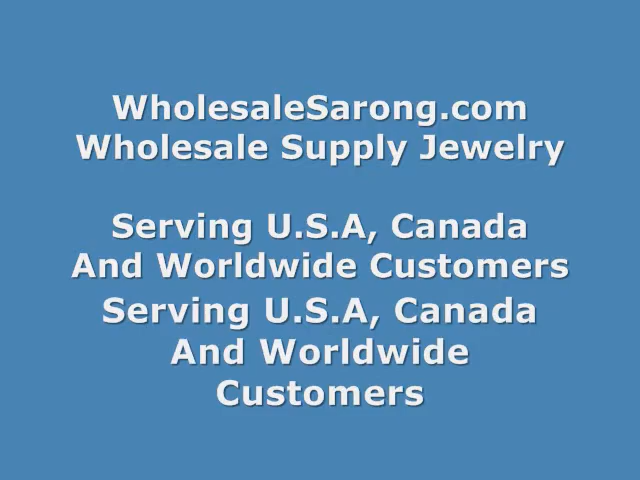 WholesaleSarong.com
Wholesale Supply Jewelry
Serving U.S.A, Canada
And Worldwide Customers
Serving U.S.A, Canada
And Worldwide
Customers